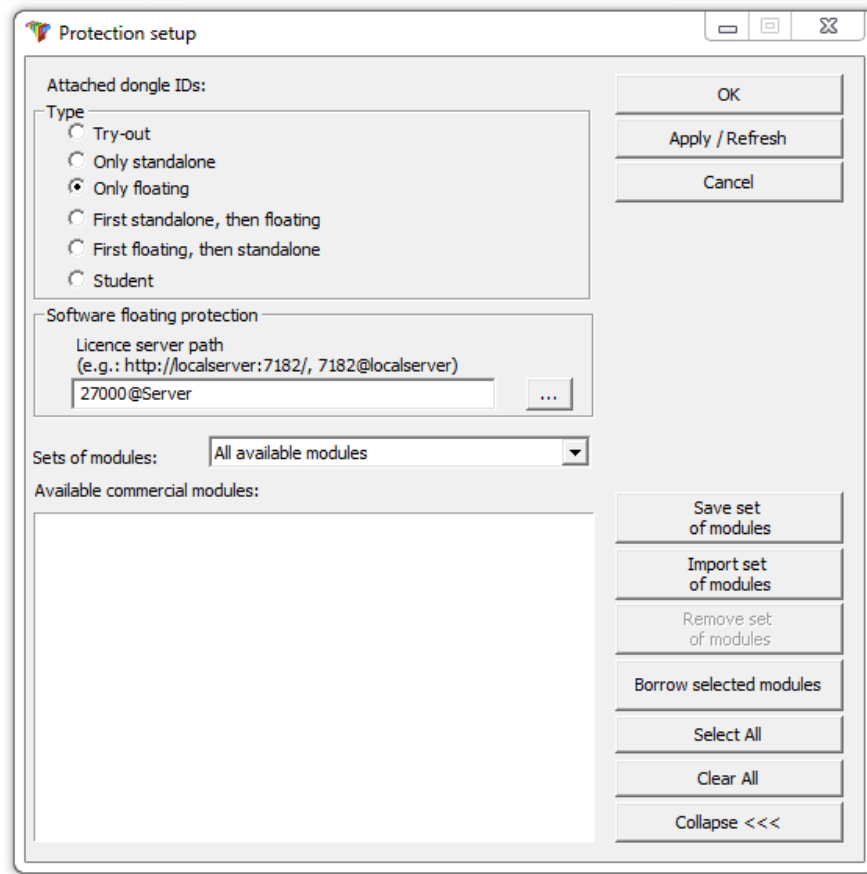 Protection setup
Attached dongle IDs:
OK
Type
Try-out
Apply / Refresh
Only standalone
Cancel
Only floating
First standalone, then floating
First floating, then standalone
Student
Software floating protection
Licence server path
(e.g.: http://localserver:7182/, 7182@localserver)
27000@Server
...
Sets of modules:
All available modules
Available commercial modules:
Save set
of modules
Import set
of modules
Remove set
of modules
Borrow selected modules
Select All
Clear All
Collapse <<<